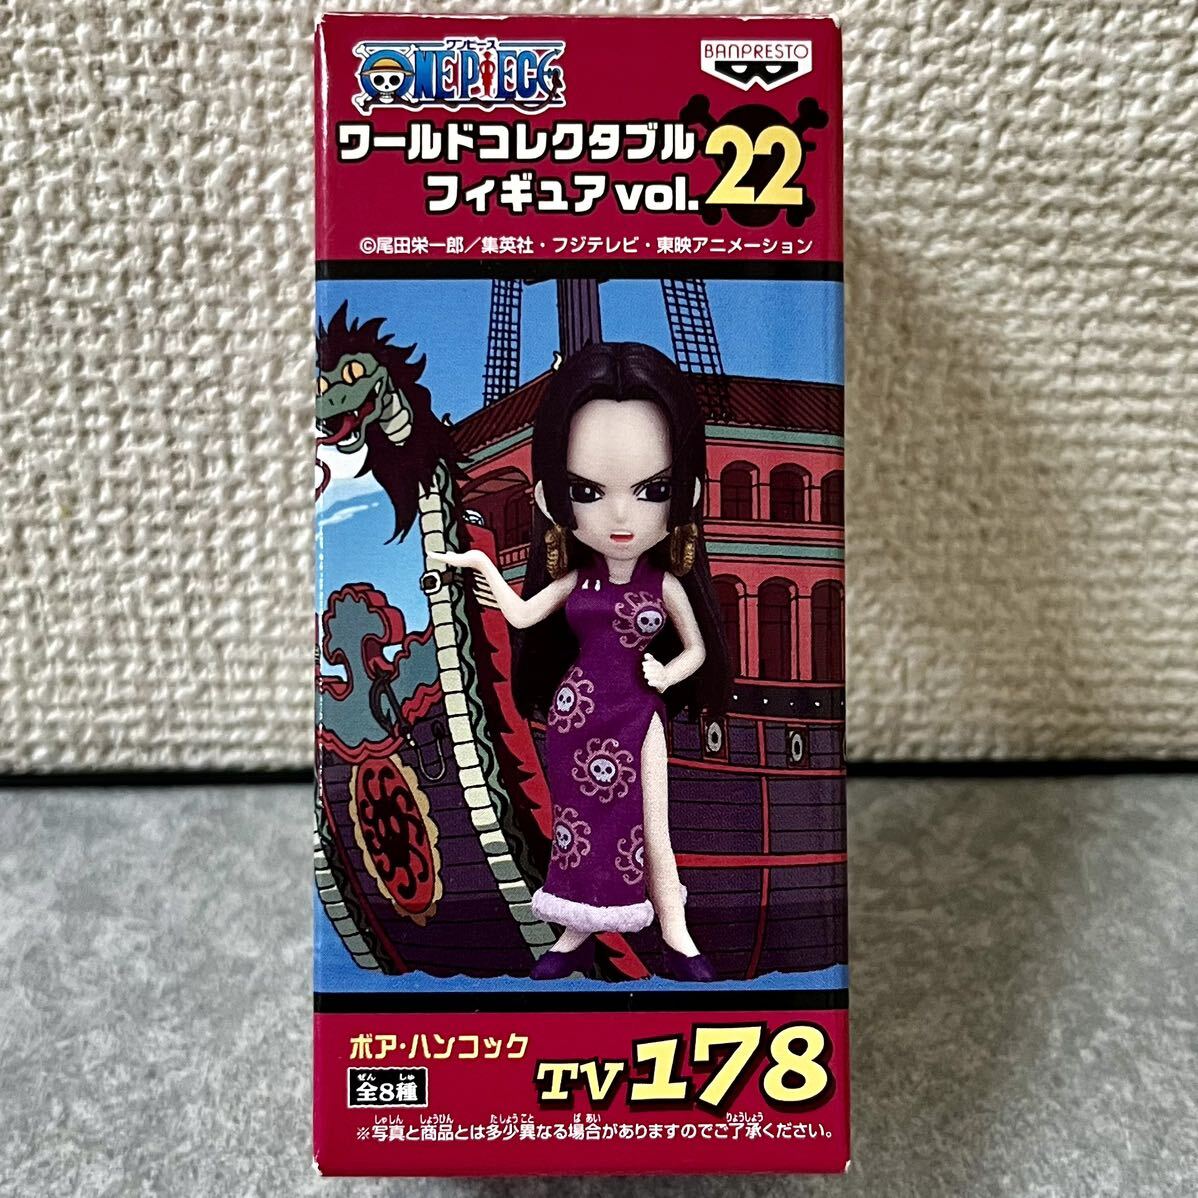 ワンピース
ONE PIECE
BANPRESTO
ワールドコレクタブル
フィギュア vol.22
©尾田栄一郎／集英社・フジテレビ・東映アニメーション
ボア・ハンコック
TV178
ぜん しゅ
全8種
しゃしん しょうひん たしょうこと ばあい りょうしょう
※写真と商品とは多少異なる場合がありますのでご了承ください。